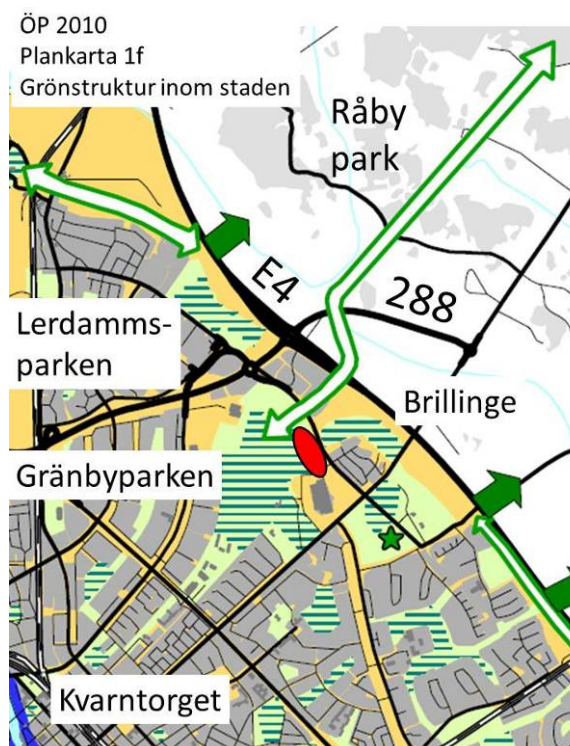 ÖP 2010
Plankarta 1f
Grönstruktur inom staden
Råby
park
E4
288
Lerdamms-
parken
Brillinge
Gränbyparken
Kvarntorget